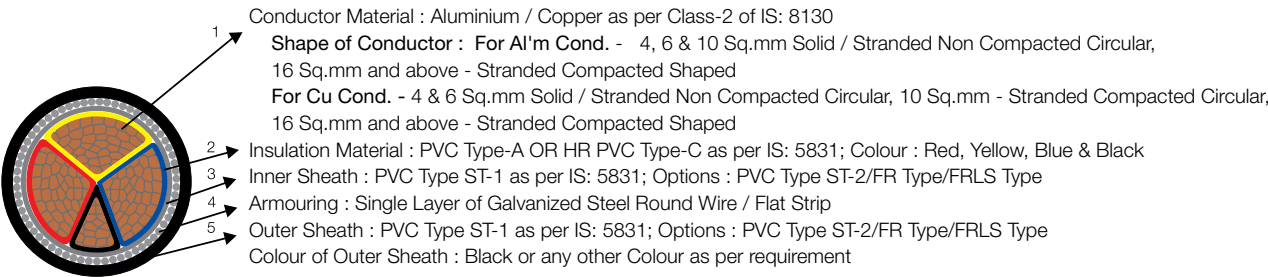 Conductor Material : Aluminium / Copper as per Class-2 of IS: 8130
1
Shape of Conductor : For Al'm Cond. - 4, 6 & 10 Sq.mm Solid / Stranded Non Compacted Circular,
16 Sq.mm and above - Stranded Compacted Shaped
For Cu Cond. - 4 & 6 Sq.mm Solid / Stranded Non Compacted Circular, 10 Sq.mm - Stranded Compacted Circular,
16 Sq.mm and above - Stranded Compacted Shaped
2 Insulation Material : PVC Type-A OR HR PVC Type-C as per IS: 5831; Colour : Red, Yellow, Blue & Black
3 Inner Sheath : PVC Type ST-1 as per IS: 5831; Options : PVC Type ST-2/FR Type/FRLS Type
4 Armouring : Single Layer of Galvanized Steel Round Wire / Flat Strip
5 Outer Sheath : PVC Type ST-1 as per IS: 5831; Options : PVC Type ST-2/FR Type/FRLS Type
Colour of Outer Sheath : Black or any other Colour as per requirement